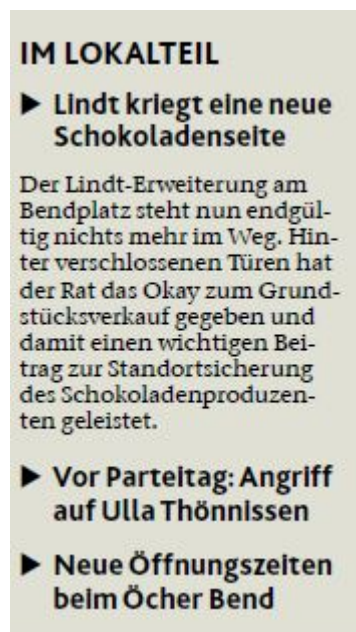 IM LOKALTEIL
▶ Lindt kriegt eine neue
Schokoladenseite
Der Lindt-Erweiterung am
Bendplatz steht nun endgül-
tig nichts mehr im Weg. Hin-
ter verschlossenen Türen hat
der Rat das Okay zum Grund-
stücksverkauf gegeben und
damit einen wichtigen Bei-
trag zur Standortsicherung
des Schokoladenproduzen-
ten geleistet.
▶ Vor Parteitag: Angriff
auf Ulla Thönnissen
▶ Neue Öffnungszeiten
beim Öcher Bend